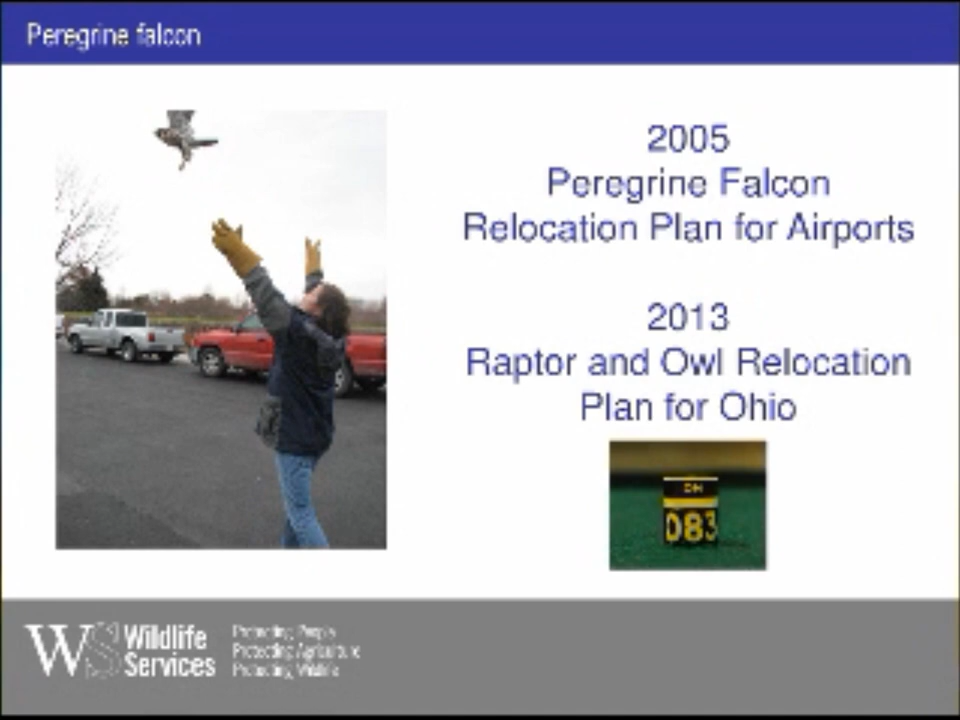 Peregrine falcon
2005
Peregrine Falcon
Relocation Plan for Airports
2013
Raptor and Owl Relocation
Plan for Ohio
OH
083
WS Wildlife
Services
Protecting People
Protecting Agriculture
Protecting Wildlife